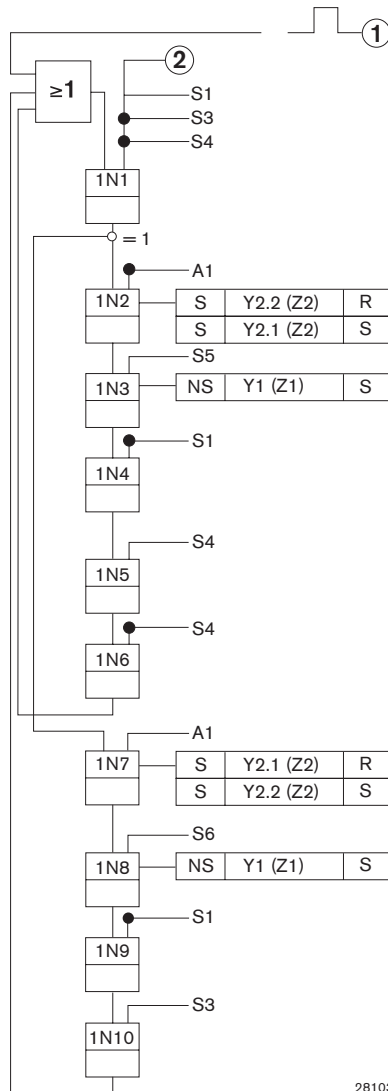 1
2
≥1
S1
S3
S4
1N1
= 1
A1
1N2
S Y2.2 (Z2) R
S Y2.1 (Z2) S
S5
1N3
NS Y1 (Z1) S
S1
1N4
S4
1N5
S4
1N6
A1
1N7
S Y2.1 (Z2) R
S Y2.2 (Z2) S
S6
1N8
NS Y1 (Z1) S
S1
1N9
S3
1N10